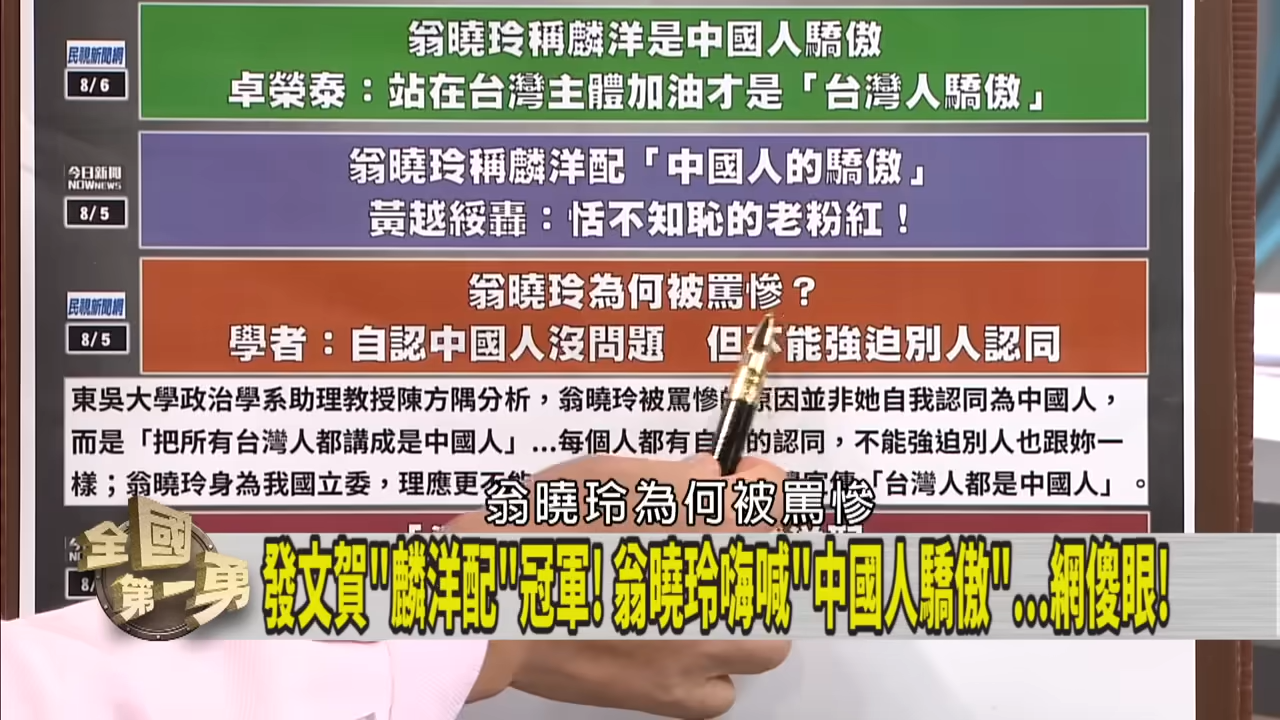 翁曉玲稱麟洋是中國人驕傲
民視新聞網
8/6
卓榮泰：站在台灣主體加油才是「台灣人驕傲」
翁曉玲稱麟洋配「中國人的驕傲」
今日新聞
NOWNEWS
8/5
黃越綏轟：恬不知恥的老粉紅！
翁曉玲為何被罵慘？
民視新聞網
8/5
學者：自認中國人沒問題 但不能強迫別人認同
東吳大學政治學系助理教授陳方隅分析，翁曉玲被罵慘的原因並非她自我認同為中國人，
而是「把所有台灣人都講成是中國人」...每個人都有自 的認同，不能強迫別人也跟妳一
樣；翁曉玲身為我國立委，理應更不能 宣傳「台灣人都是中國人」。
翁曉玲為何被罵慘
全國第一勇
發文賀"麟洋配"冠軍!翁曉玲嗨喊"中國人驕傲"...網傻眼!